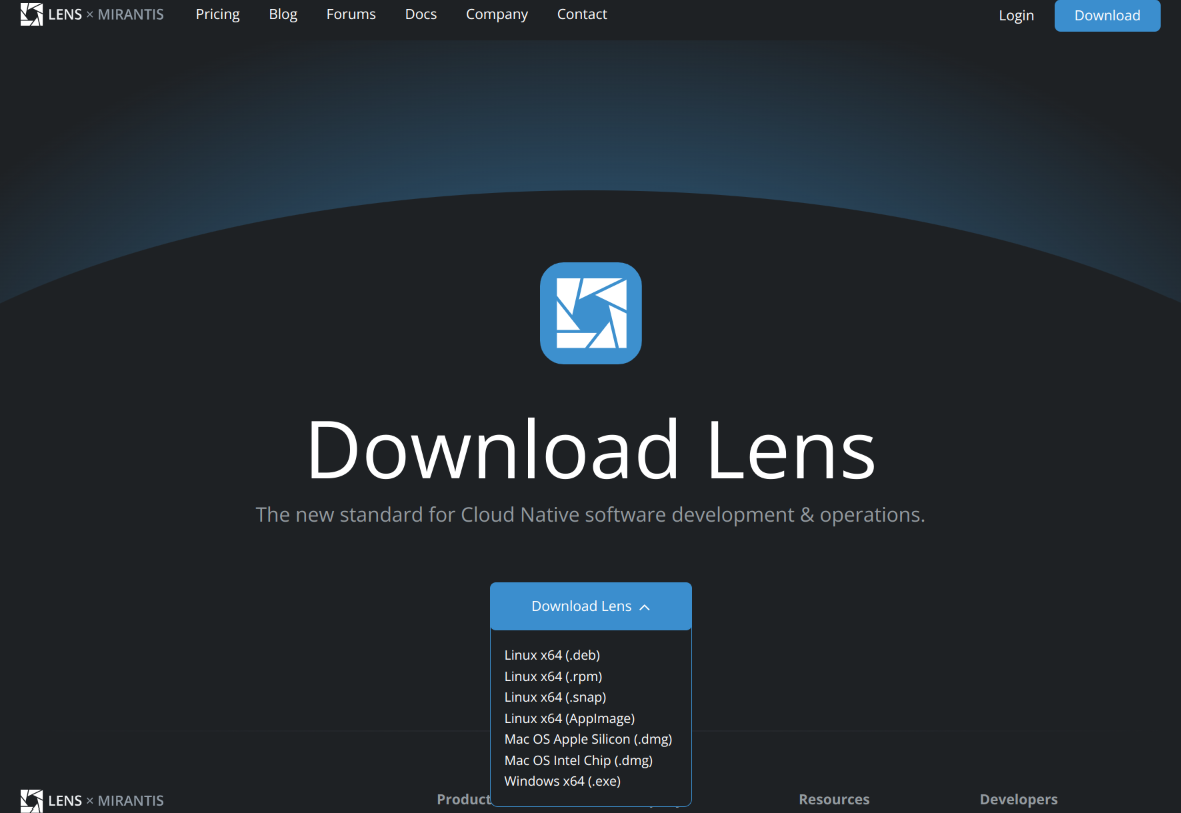 LENS × MIRANTIS Pricing Blog Forums Docs Company Contact Login Download
Download Lens
The new standard for Cloud Native software development & operations.
Download Lens
Linux x64 (.deb)
Linux x64 (.rpm)
Linux x64 (.snap)
Linux x64 (AppImage)
Mac OS Apple Silicon (.dmg)
Mac OS Intel Chip (.dmg)
Windows x64 (.exe)
LENS × MIRANTIS Product Resources Developers